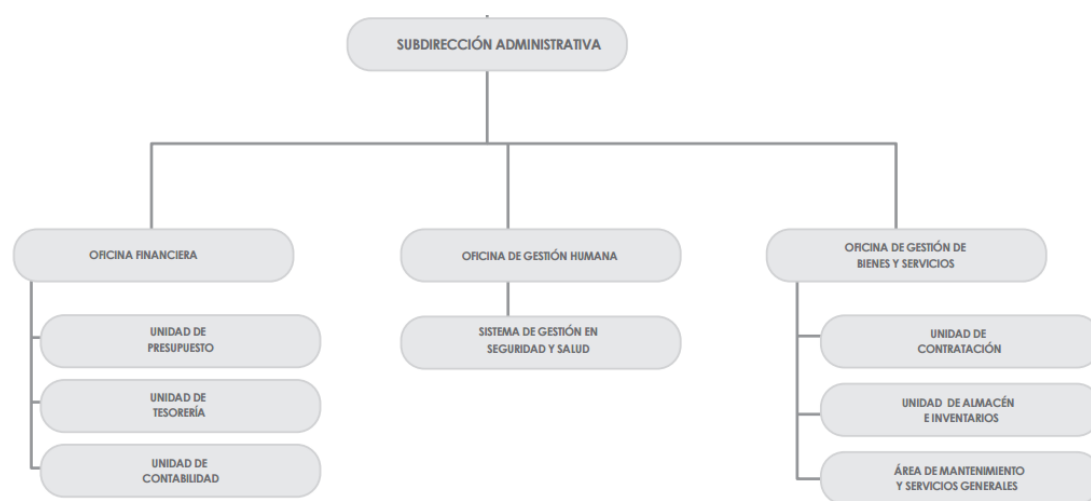 SUBDIRECCIÓN ADMINISTRATIVA
OFICINA FINANCIERA
UNIDAD DE
PRESUPUESTO
UNIDAD DE
TESORERÍA
UNIDAD DE
CONTABILIDAD
OFICINA DE GESTIÓN HUMANA
SISTEMA DE GESTIÓN EN
SEGURIDAD Y SALUD
OFICINA DE GESTIÓN DE
BIENES Y SERVICIOS
UNIDAD DE
CONTRATACIÓN
UNIDAD DE ALMACÉN
E INVENTARIOS
ÁREA DE MANTENIMIENTO
Y SERVICIOS GENERALES